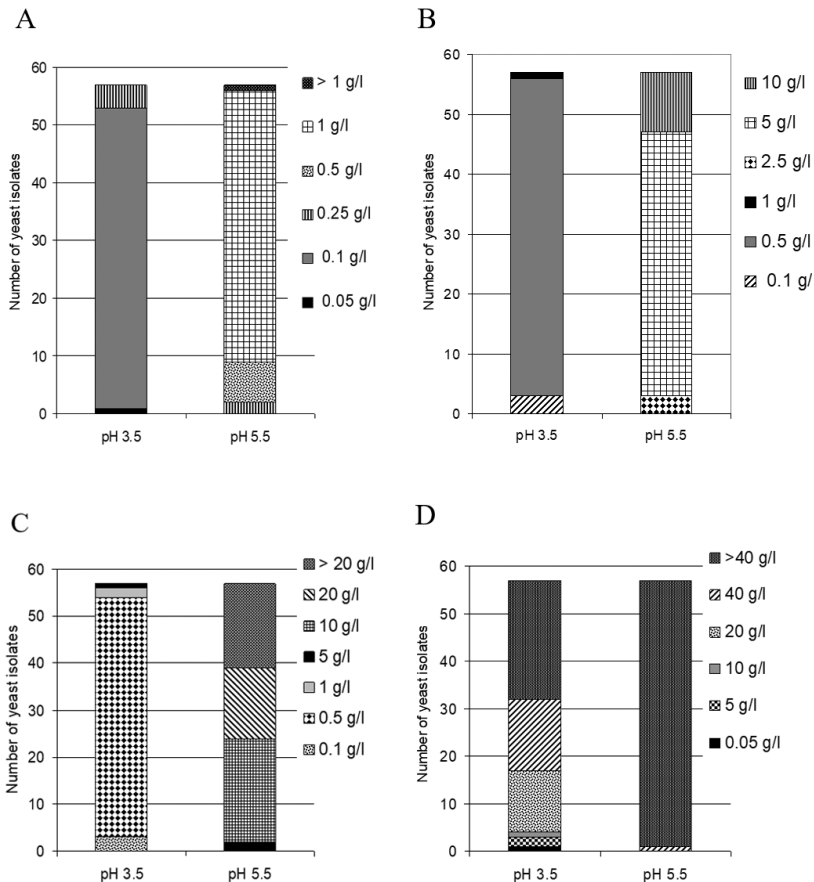 A
Number of yeast isolates
60
50
40
30
20
10
0
pH 3.5
pH 5.5
> 1 g/l
1 g/l
0.5 g/l
0.25 g/l
0.1 g/l
0.05 g/l
B
Number of yeast isolates
60
50
40
30
20
10
0
pH 3.5
pH 5.5
10 g/l
5 g/l
2.5 g/l
1 g/l
0.5 g/l
0.1 g/
C
Number of yeast isolates
60
50
40
30
20
10
0
pH 3.5
pH 5.5
> 20 g/l
20 g/l
10 g/l
5 g/l
1 g/l
0.5 g/l
0.1 g/l
D
Number of yeast isolates
60
50
40
30
20
10
0
pH 3.5
pH 5.5
>40 g/l
40 g/l
20 g/l
10 g/l
5 g/l
0.05 g/l